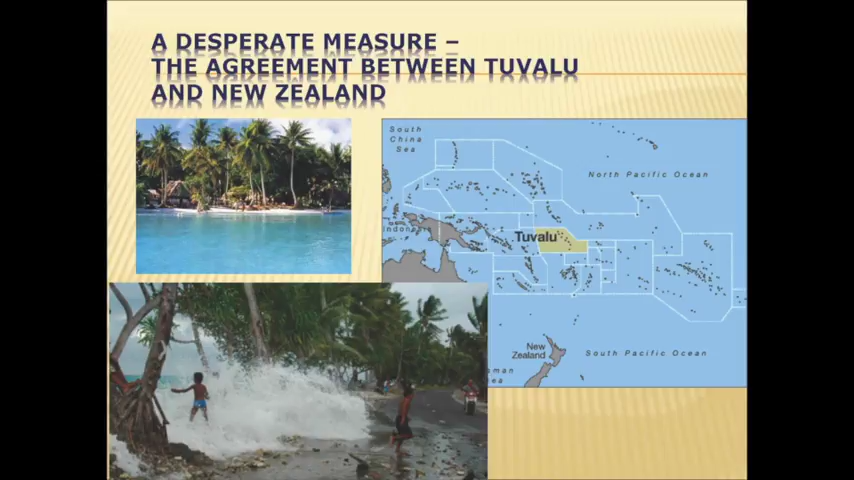 A DESPERATE MEASURE –
THE AGREEMENT BETWEEN TUVALU
AND NEW ZEALAND
South
China
Sea
North Pacific Ocean
Tuvalu
New
Zealand
South Pacific Ocean